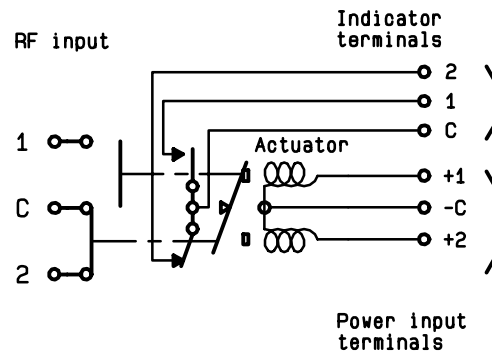 Indicator
terminals
RF input
2
1
C
Actuator
1
+1
C
-C
+2
2
Power input
terminals